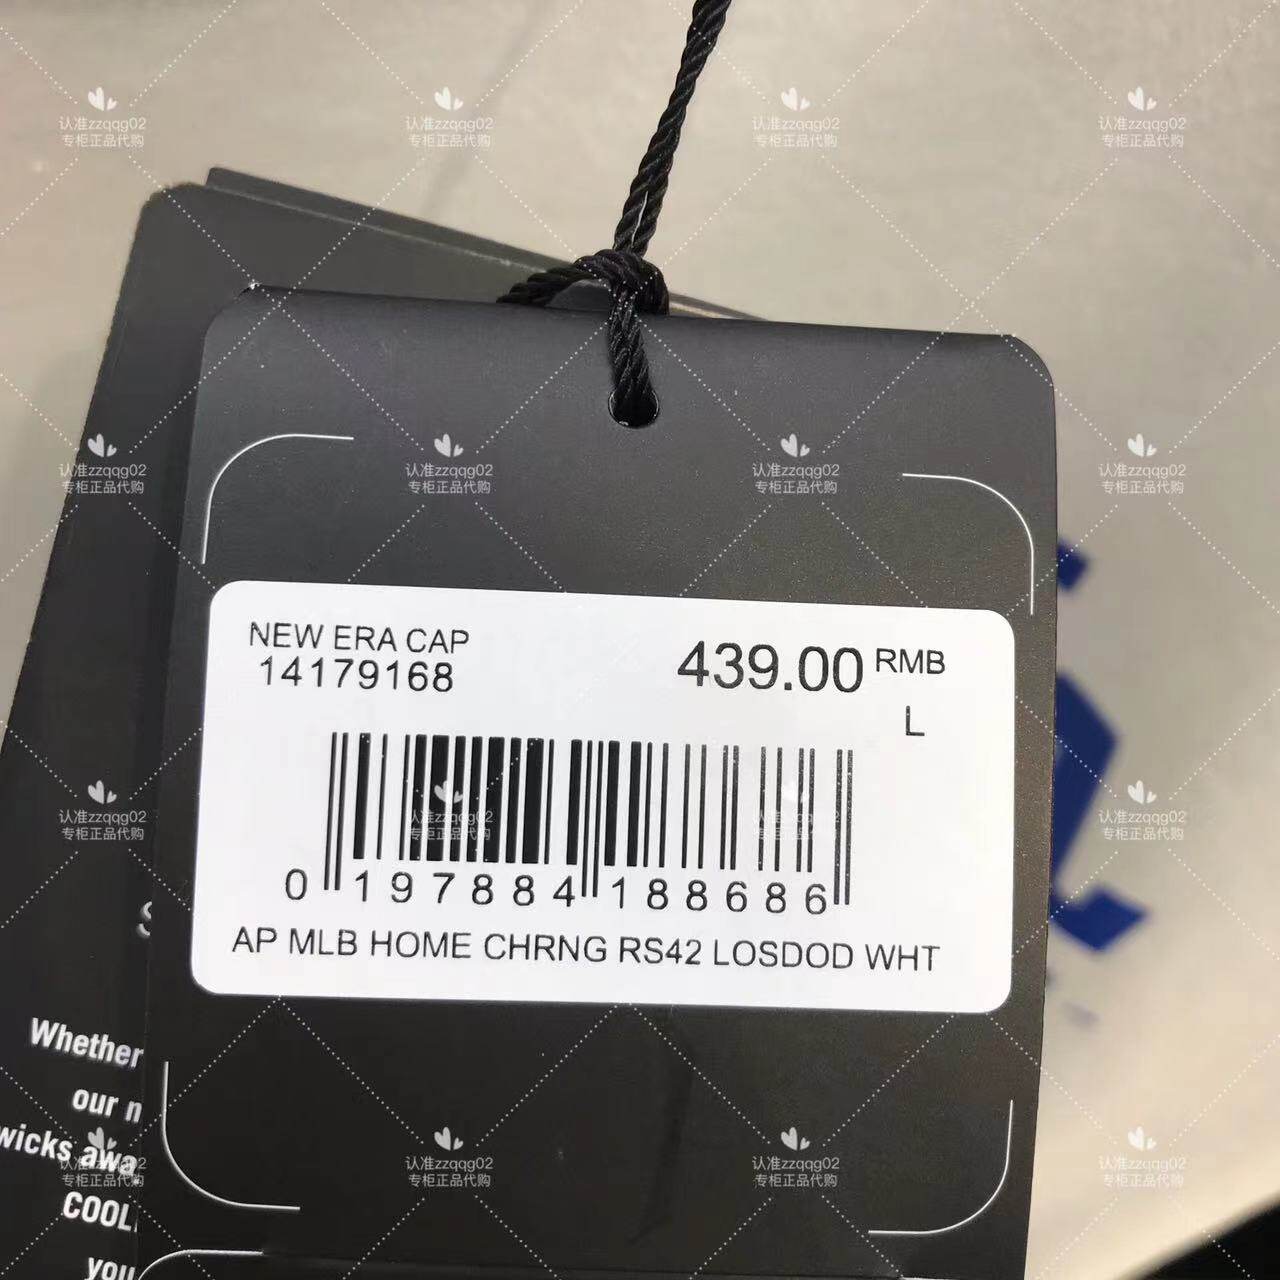 认准zzqqg02
专柜正品代购
NEW ERA CAP
14179168
439.00 RMB
L
0 197884 188686
AP MLB HOME CHRNG RS42 LOSDOD WHT
Whether
our n
wicks awa
COOL
you